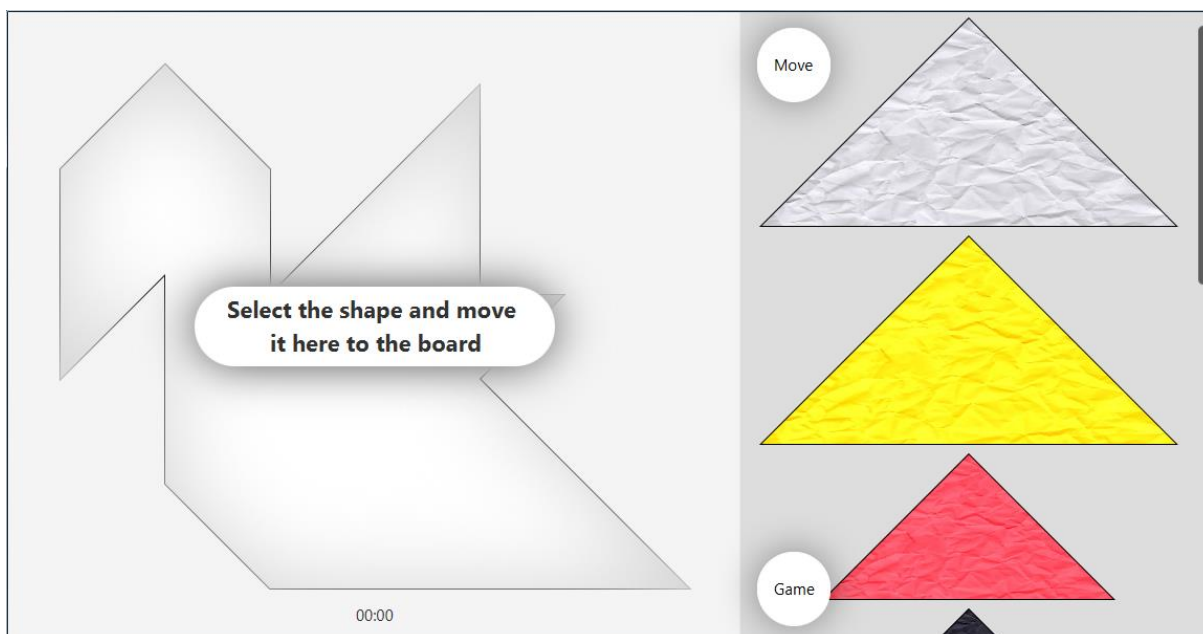 Move
Select the shape and move
it here to the board
Game
00:00